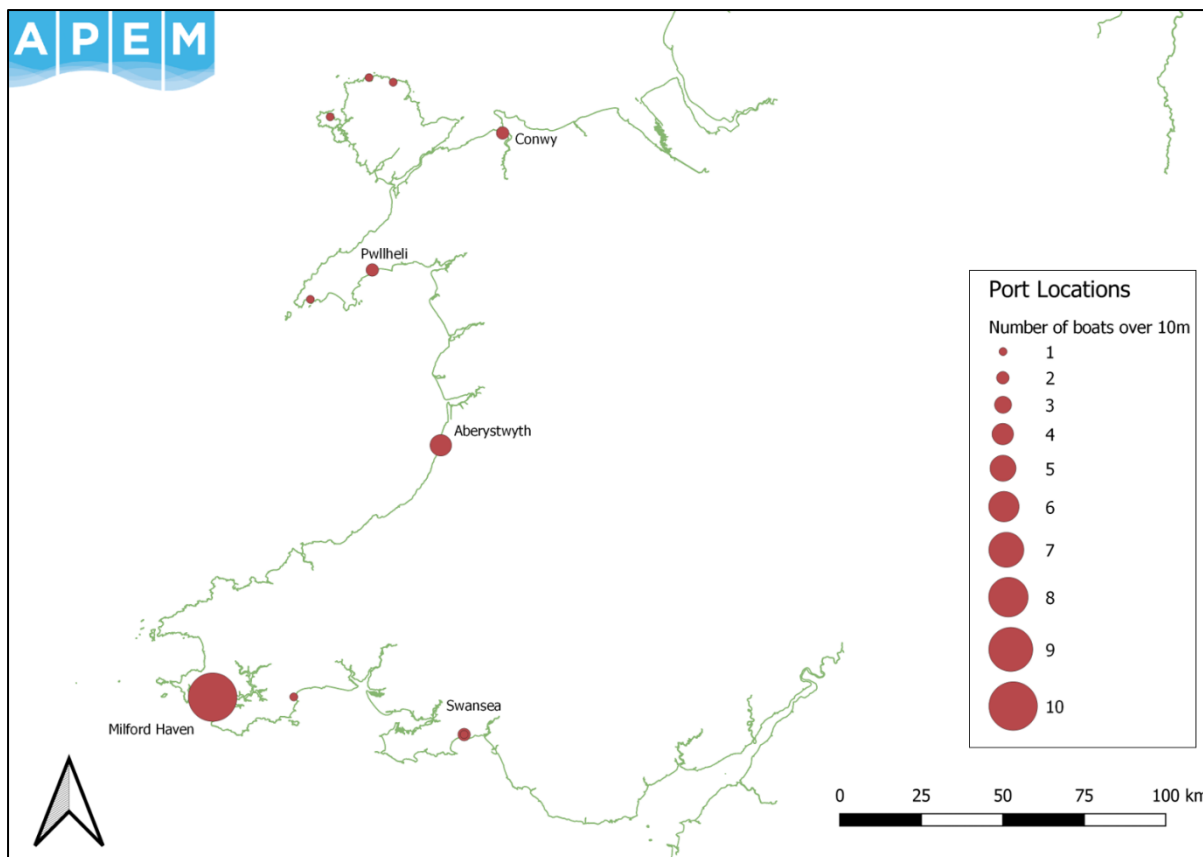 APEM
Conwy
Pwllheli
Port Locations
Number of boats over 10m
1
2
3
4
5
6
7
8
9
10
Aberystwyth
Swansea
Milford Haven
0 25 50 75 100 km